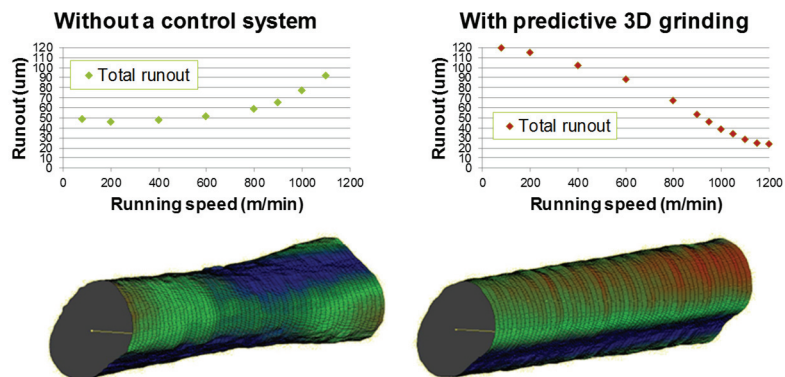 Without a control system
Runout (um)
120
110
100
90
80
70
60
50
40
30
20
10
0
Total runout
0 200 400 600 800 1000 1200
Running speed (m/min)
With predictive 3D grinding
Runout (um)
120
110
100
90
80
70
60
50
40
30
20
10
0
Total runout
0 200 400 600 800 1000 1200
Running speed (m/min)